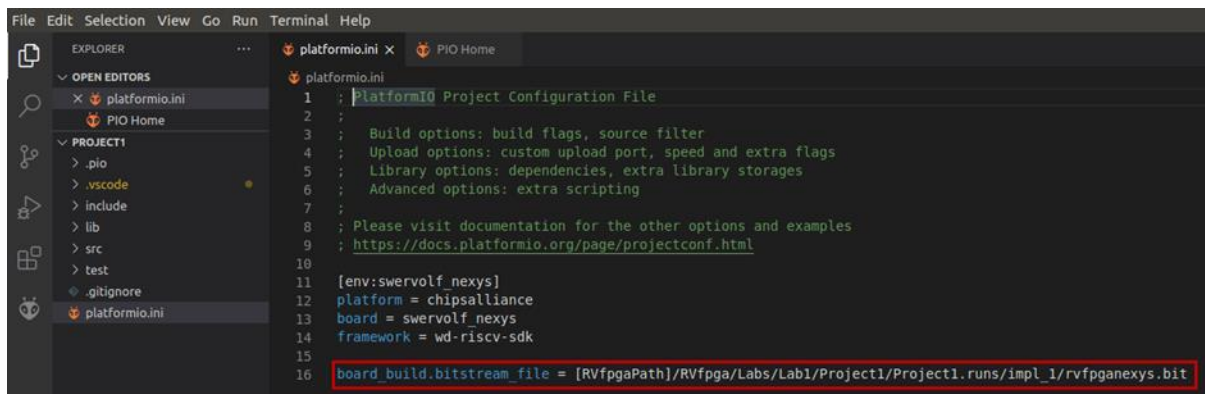 File Edit Selection View Go Run Terminal Help
EXPLORER ...
OPEN EDITORS
platformio.ini
PIO Home
PROJECT1
.pio
.vscode
include
lib
src
test
.gitignore
platformio.ini
platformio.ini PIO Home
platformio.ini
1 ; PlatformIO Project Configuration File
2 ;
3 ; Build options: build flags, source filter
4 ; Upload options: custom upload port, speed and extra flags
5 ; Library options: dependencies, extra library storages
6 ; Advanced options: extra scripting
7 ;
8 ; Please visit documentation for the other options and examples
9 ; https://docs.platformio.org/page/projectconf.html
10
11 [env:swervolf_nexys]
12 platform = chipsalliance
13 board = swervolf_nexys
14 framework = wd-riscv-sdk
15
16 board_build.bitstream_file = [RVfpgaPath]/RVfpga/Labs/Lab1/Project1/Project1.runs/impl_1/rvfpganexys.bit